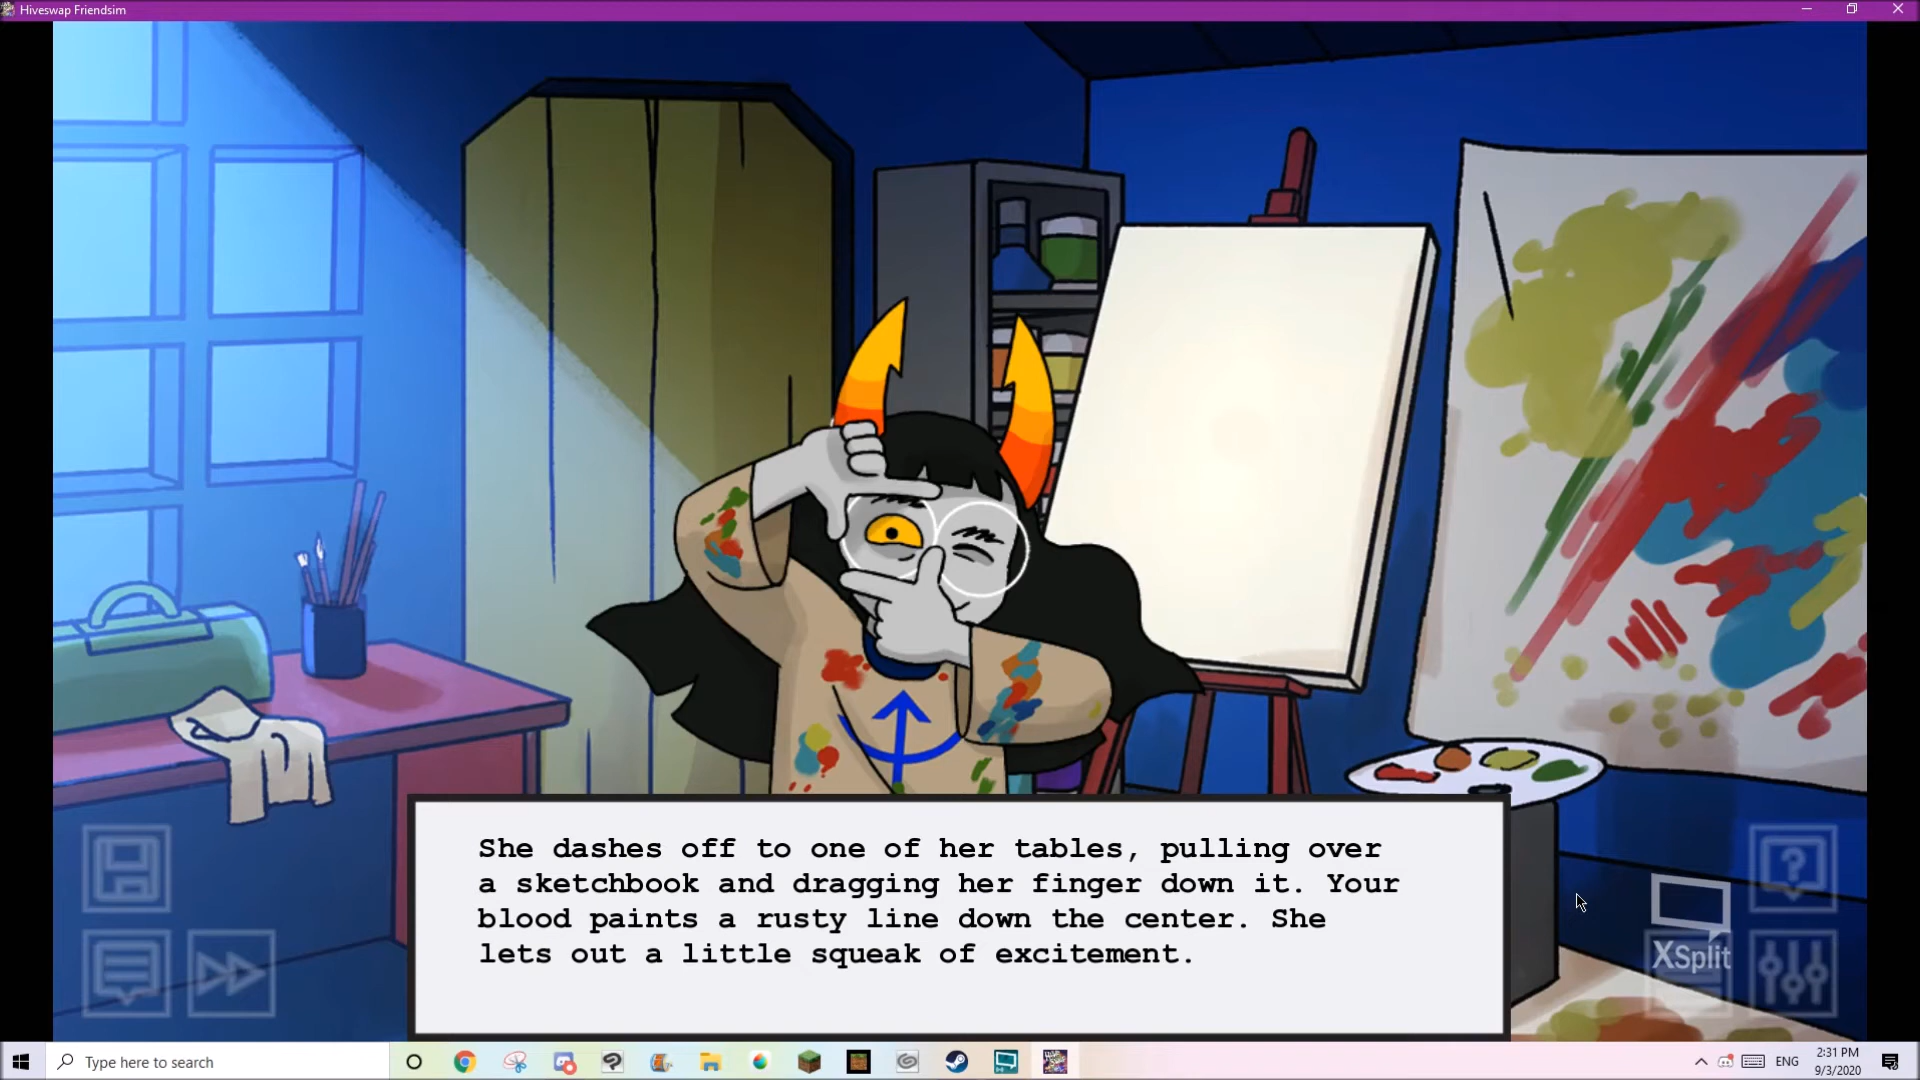 Hiveswap Friendsim
She dashes off to one of her tables, pulling over
a sketchbook and dragging her finger down it. Your
blood paints a rusty line down the center. She
lets out a little squeak of excitement.
XSplit
Type here to search
ENG
2:31 PM
9/3/2020